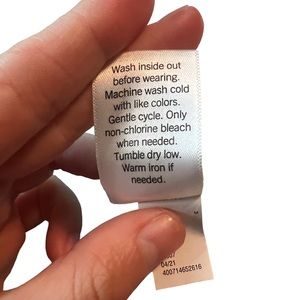 Wash inside out
before wearing.
Machine wash cold
with like colors.
Gentle cycle. Only
non-chlorine bleach
when needed.
Tumble dry low.
Warm iron if
needed.
04/21
400714652616